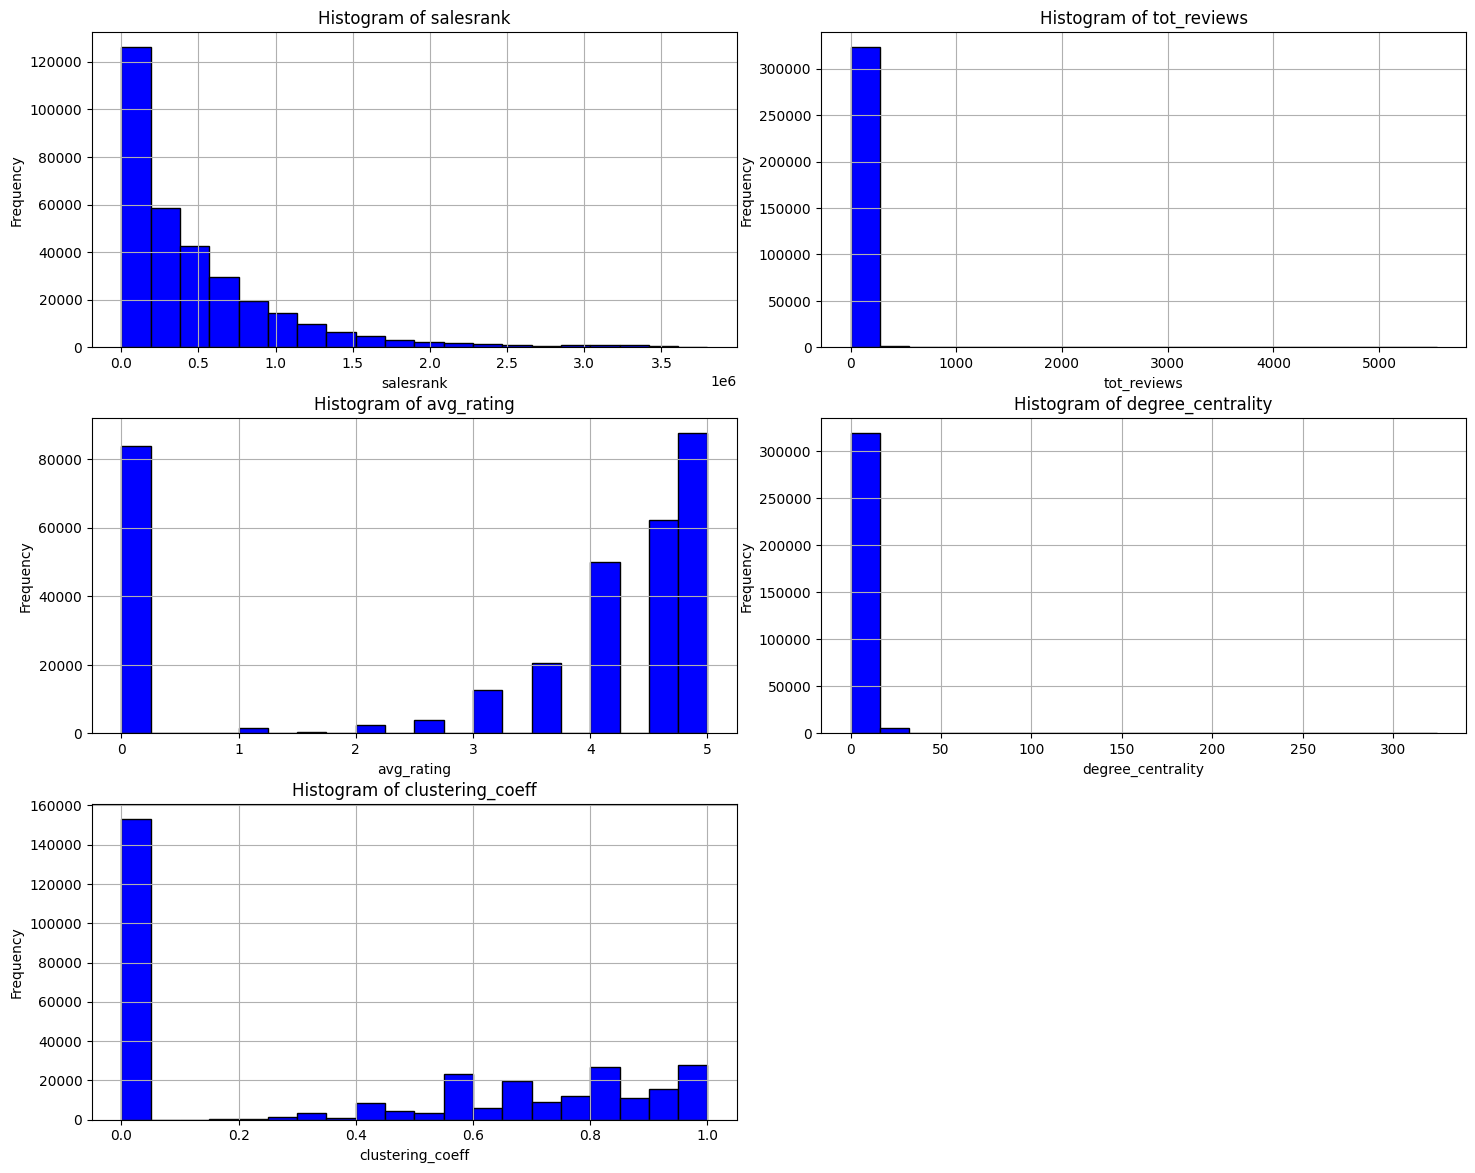 Histogram of salesrank
120000
100000
80000
60000
40000
20000
0
Frequency
0.0 0.5 1.0 1.5 2.0 2.5 3.0 3.5
1e6
salesrank
Histogram of tot_reviews
300000
250000
200000
150000
100000
50000
0
Frequency
0 1000 2000 3000 4000 5000
tot_reviews
Histogram of avg_rating
80000
60000
40000
20000
0
Frequency
0 1 2 3 4 5
avg_rating
Histogram of degree_centrality
300000
250000
200000
150000
100000
50000
0
Frequency
0 50 100 150 200 250 300
degree_centrality
Histogram of clustering_coeff
160000
140000
120000
100000
80000
60000
40000
20000
0
Frequency
0.0 0.2 0.4 0.6 0.8 1.0
clustering_coeff